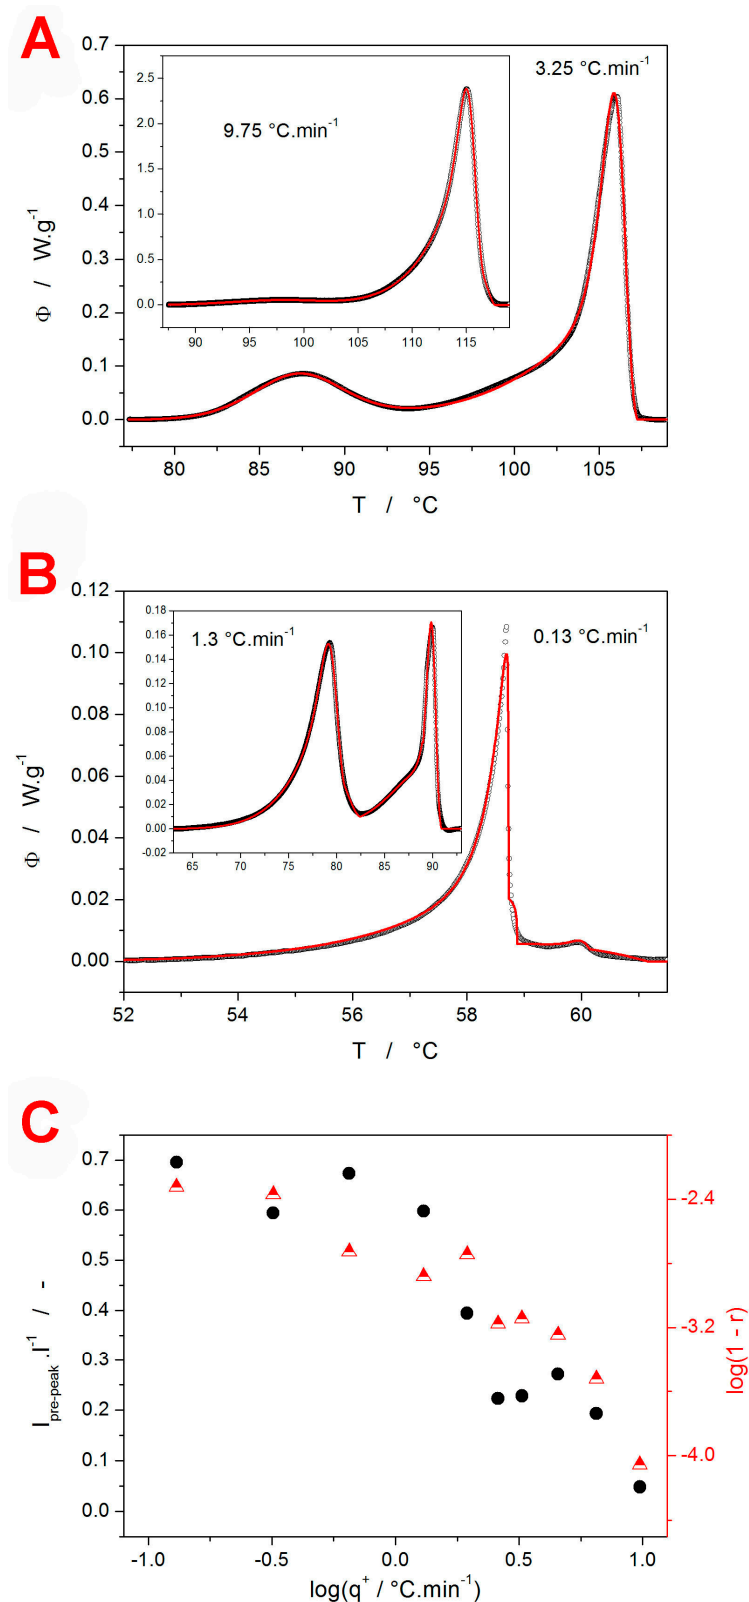 A
0.7
0.6
0.5
0.4
0.3
0.2
0.1
0.0
Φ / W.g⁻¹
2.5
2.0
1.5
1.0
0.5
0.0
9.75 °C.min⁻¹
3.25 °C.min⁻¹
90 95 100 105 110 115
80 85 90 95 100 105
T / °C
B
0.12
0.10
0.08
0.06
0.04
0.02
0.00
Φ / W.g⁻¹
0.18
0.16
0.14
0.12
0.10
0.08
0.06
0.04
0.02
0.00
-0.02
1.3 °C.min⁻¹
0.13 °C.min⁻¹
65 70 75 80 85 90
52 54 56 58 60
T / °C
C
0.7
0.6
0.5
0.4
0.3
0.2
0.1
0.0
I pre-peak .I⁻¹ / -
-2.4
-3.2
-4.0
log(1 - r)
-1.0 -0.5 0.0 0.5 1.0
log(q⁺ / °C.min⁻¹)